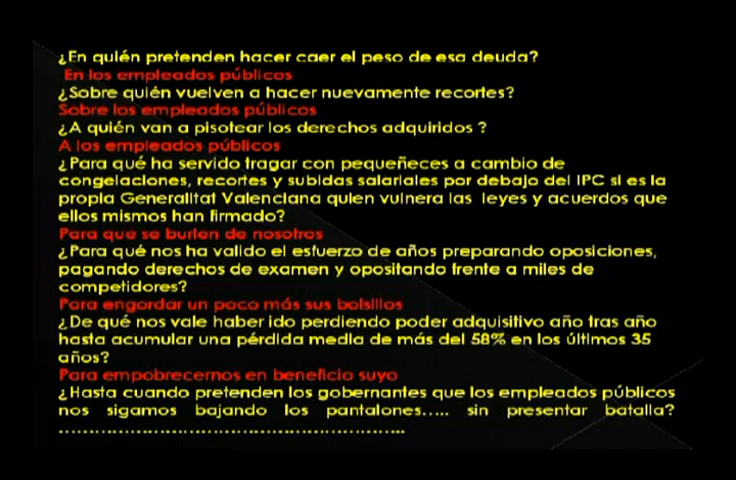 ¿En quién pretenden hacer caer el peso de esa deuda?
En los empleados públicos
¿Sobre quién vuelven a hacer nuevamente recortes?
Sobre los empleados públicos
¿A quién van a pisotear los derechos adquiridos ?
A los empleados públicos
¿Para qué ha servido tragar con pequeñeces a cambio de
congelaciones, recortes y subidas salariales por debajo del IPC si es la
propia Generalitat Valenciana quien vulnera las leyes y acuerdos que
ellos mismos han firmado?
Para que se burlen de nosotros
¿Para qué nos ha valido el esfuerzo de años preparando oposiciones,
pagando derechos de examen y opositando frente a miles de
competidores?
Para engordar un poco más sus bolsillos
¿De qué nos vale haber ido perdiendo poder adquisitivo año tras año
hasta acumular una pérdida media de más del 58% en los últimos 35
años?
Para empobrecernos en beneficio suyo
¿Hasta cuando pretenden los gobernantes que los empleados públicos
nos sigamos bajando los pantalones..... sin presentar batalla?
..........................................................